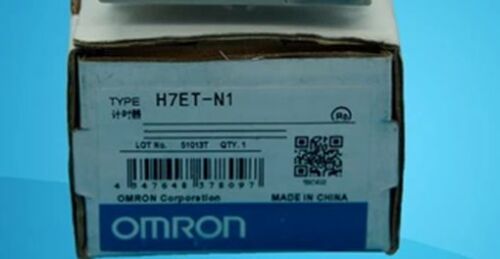 TYPE H7ET-N1
计时器
LOT No. 51013T QTY. 1
4 547648 378097
OMRON Corporation MADE IN CHINA
OMRON